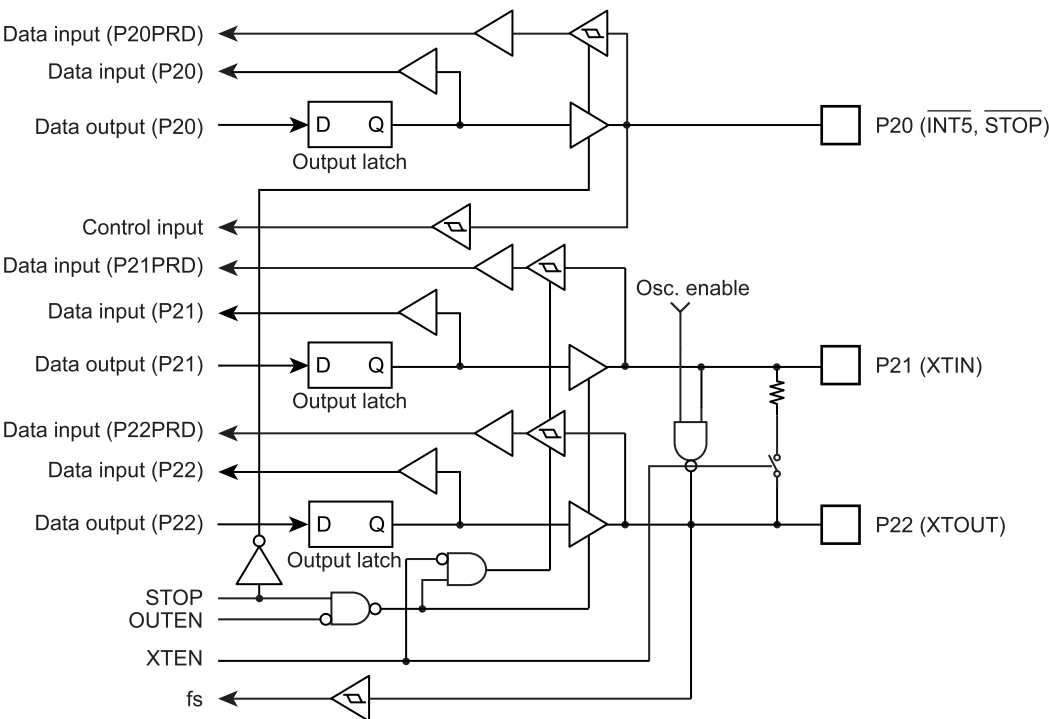 Data input (P20PRD)
Data input (P20)
Data output (P20)
D Q
Output latch
P20 (INT5, STOP)
Control input
Data input (P21PRD)
Osc. enable
Data input (P21)
Data output (P21)
D Q
Output latch
P21 (XTIN)
Data input (P22PRD)
Data input (P22)
Data output (P22)
D Q
Output latch
P22 (XTOUT)
STOP
OUTEN
XTEN
fs